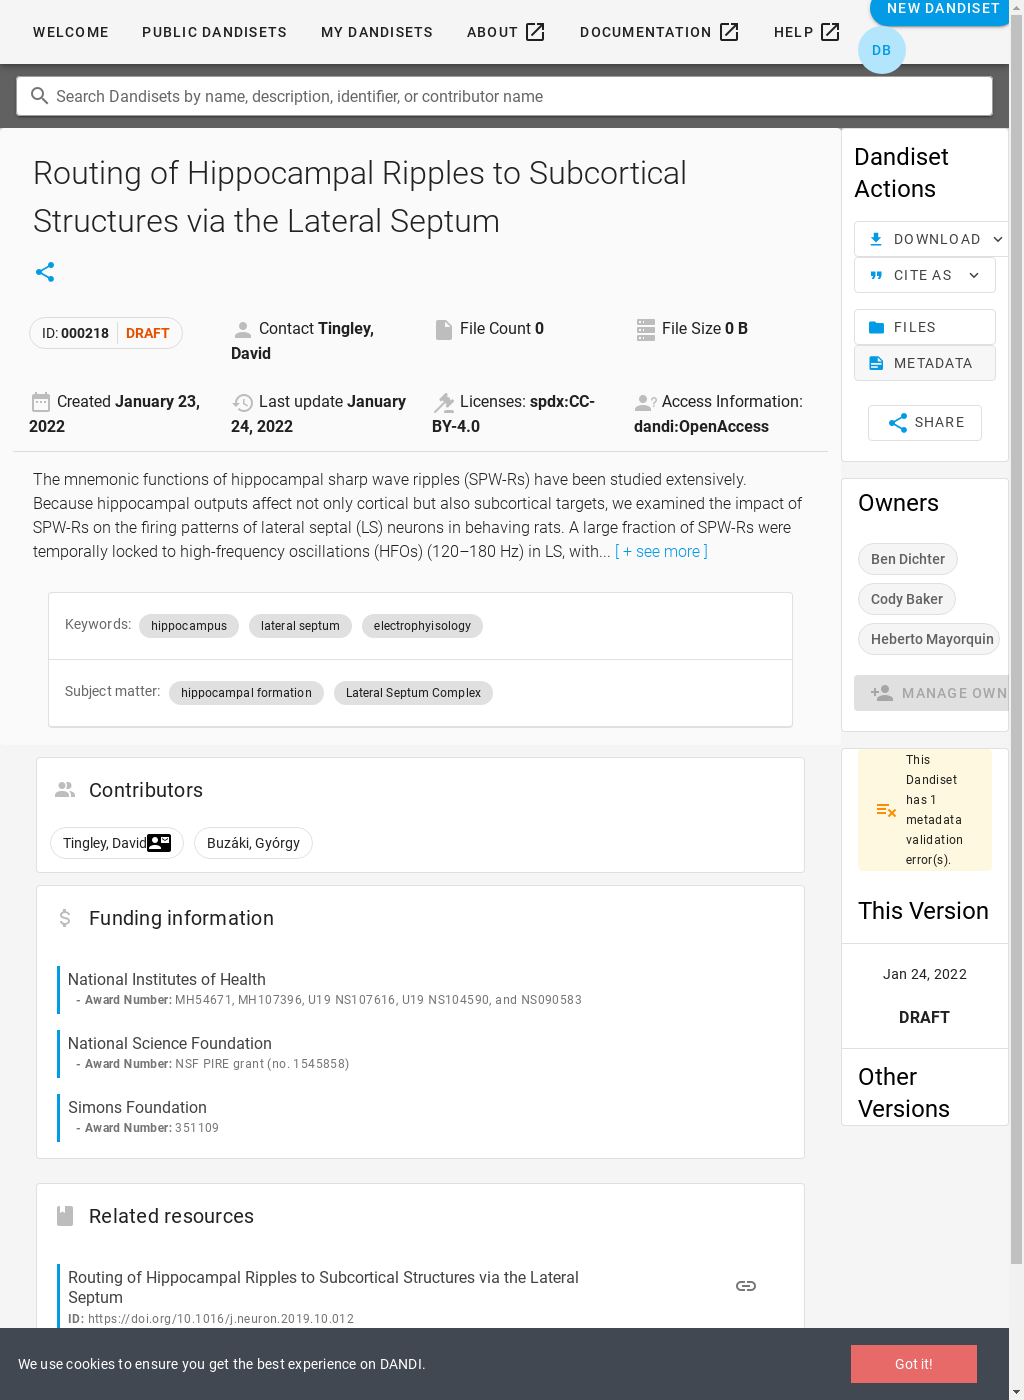 WELCOME
PUBLIC DANDISETS
MY DANDISETS
ABOUT
DOCUMENTATION
HELP
NEW DANDISET
DB
Search Dandisets by name, description, identifier, or contributor name
Routing of Hippocampal Ripples to Subcortical
Structures via the Lateral Septum
ID: 000218 DRAFT
Contact Tingley,
David
File Count 0
File Size 0 B
Created January 23,
2022
Last update January
24, 2022
Licenses: spdx:CC-
BY-4.0
Access Information:
dandi:OpenAccess
The mnemonic functions of hippocampal sharp wave ripples (SPW-Rs) have been studied extensively.
Because hippocampal outputs affect not only cortical but also subcortical targets, we examined the impact of
SPW-Rs on the firing patterns of lateral septal (LS) neurons in behaving rats. A large fraction of SPW-Rs were
temporally locked to high-frequency oscillations (HFOs) (120–180 Hz) in LS, with... [ + see more ]
Keywords: hippocampus lateral septum electrophyisology
Subject matter: hippocampal formation Lateral Septum Complex
Contributors
Tingley, David Buzáki, Gyórgy
Funding information
National Institutes of Health
- Award Number: MH54671, MH107396, U19 NS107616, U19 NS104590, and NS090583
National Science Foundation
- Award Number: NSF PIRE grant (no. 1545858)
Simons Foundation
- Award Number: 351109
Related resources
Routing of Hippocampal Ripples to Subcortical Structures via the Lateral
Septum
ID: https://doi.org/10.1016/j.neuron.2019.10.012
Dandiset
Actions
DOWNLOAD
CITE AS
FILES
METADATA
SHARE
Owners
Ben Dichter
Cody Baker
Heberto Mayorquin
MANAGE OWN
This
Dandiset
has 1
metadata
validation
error(s).
This Version
Jan 24, 2022
DRAFT
Other
Versions
We use cookies to ensure you get the best experience on DANDI.
Got it!